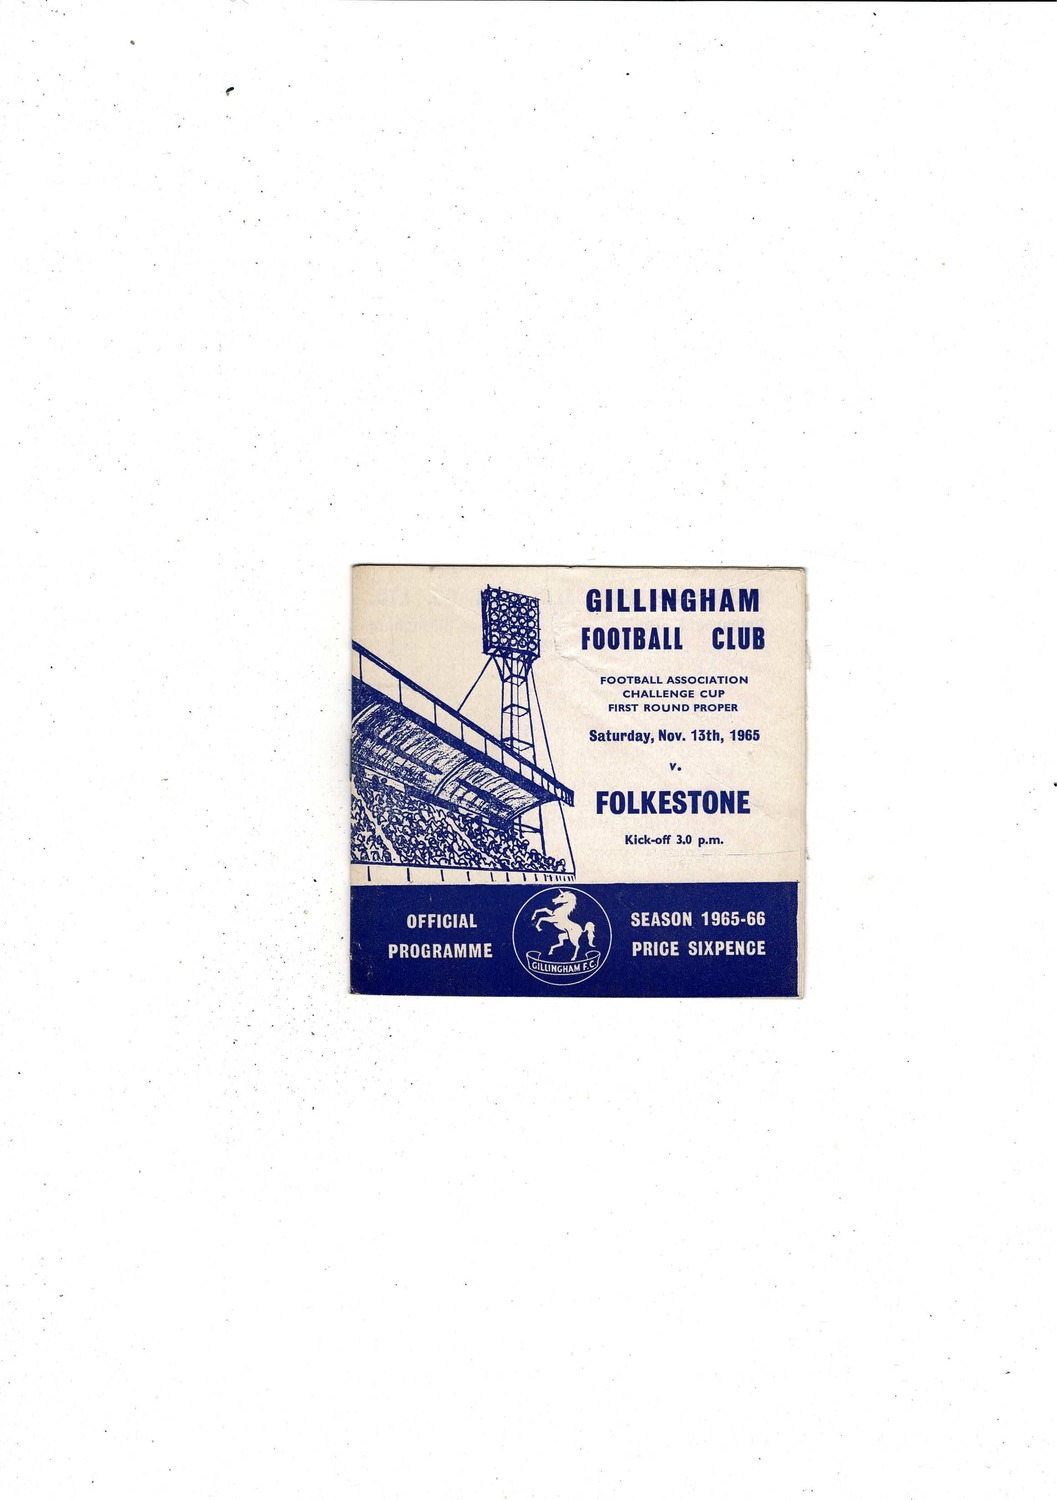 GILLINGHAM
FOOTBALL CLUB
FOOTBALL ASSOCIATION
CHALLENGE CUP
FIRST ROUND PROPER
Saturday, Nov. 13th, 1965
v.
FOLKESTONE
Kick-off 3.0 p.m.
OFFICIAL
PROGRAMME
GILLINGHAM F.C.
SEASON 1965-66
PRICE SIXPENCE